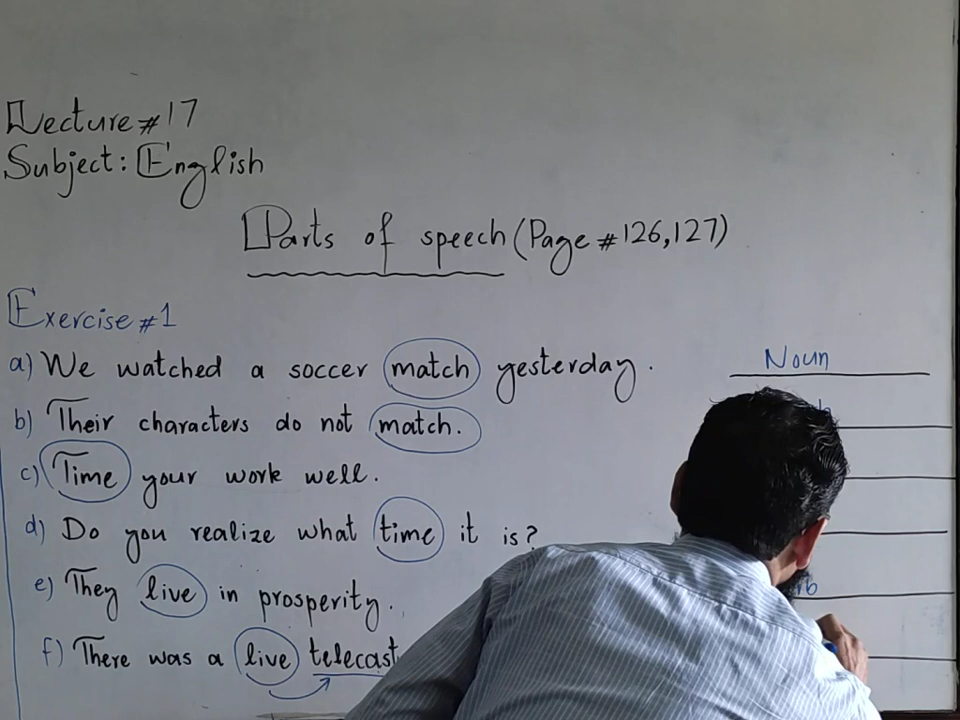 Lecture # 17
Subject: English
Parts of speech (Page # 126,127)
Exercise #1
a) We watched a soccer match yesterday. Noun
b) Their characters do not match.
c) Time your work well.
d) Do you realize what time it is?
e) They live in prosperity.
f) There was a live telecast